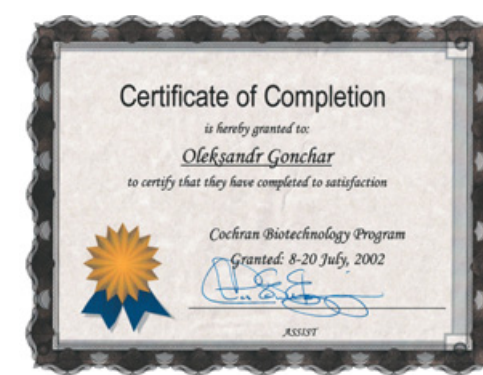 Certificate of Completion
is hereby granted to:
Oleksandr Gonchar
to certify that they have completed to satisfaction
Cochran Biotechnology Program
Granted: 8-20 July, 2002
ASSIST